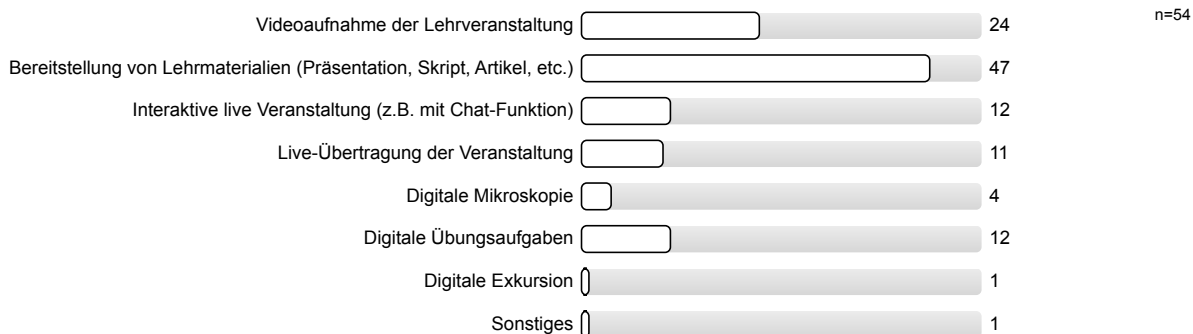 Videoaufnahme der Lehrveranstaltung 24 n=54
Bereitstellung von Lehrmaterialien (Präsentation, Skript, Artikel, etc.) 47
Interaktive live Veranstaltung (z.B. mit Chat-Funktion) 12
Live-Übertragung der Veranstaltung 11
Digitale Mikroskopie 4
Digitale Übungsaufgaben 12
Digitale Exkursion 1
Sonstiges 1